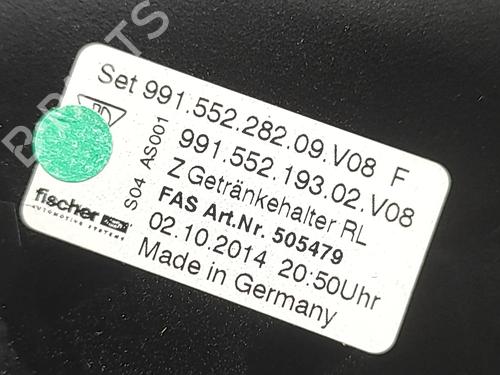 Set 991.552.282.09.V08 F
991.552.193.02.V08
Z Getränkehalter RL
FAS Art.Nr. 505479
02.10.2014 20:50Uhr
Made in Germany
S04 AS001
fischer
AUTOMOTIVE SYSTEMS